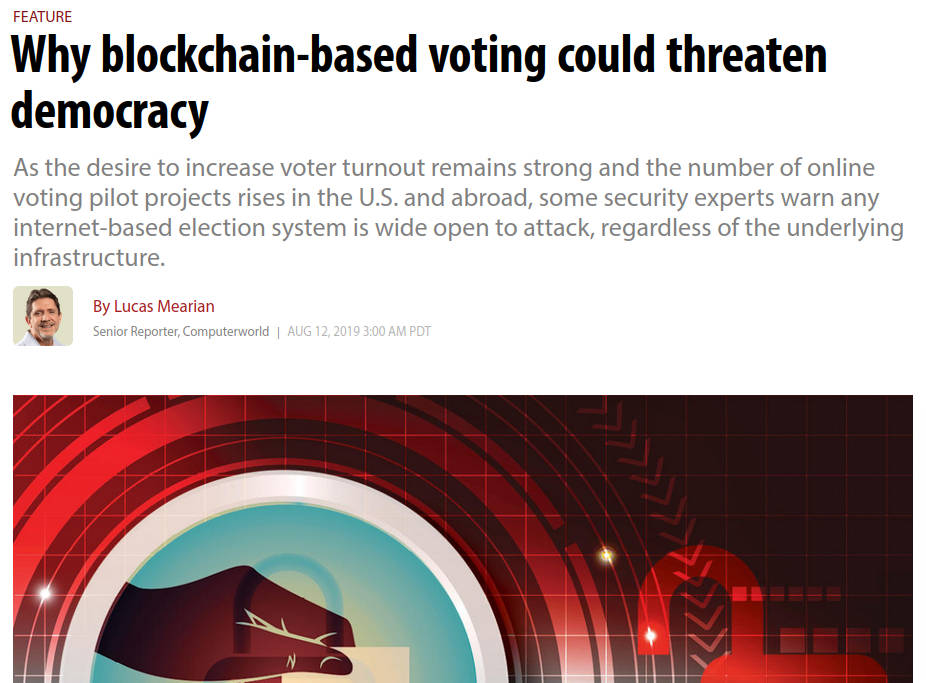 FEATURE
Why blockchain-based voting could threaten
democracy
As the desire to increase voter turnout remains strong and the number of online
voting pilot projects rises in the U.S. and abroad, some security experts warn any
internet-based election system is wide open to attack, regardless of the underlying
infrastructure.
By Lucas Mearian
Senior Reporter, Computerworld | AUG 12, 2019 3:00 AM PDT